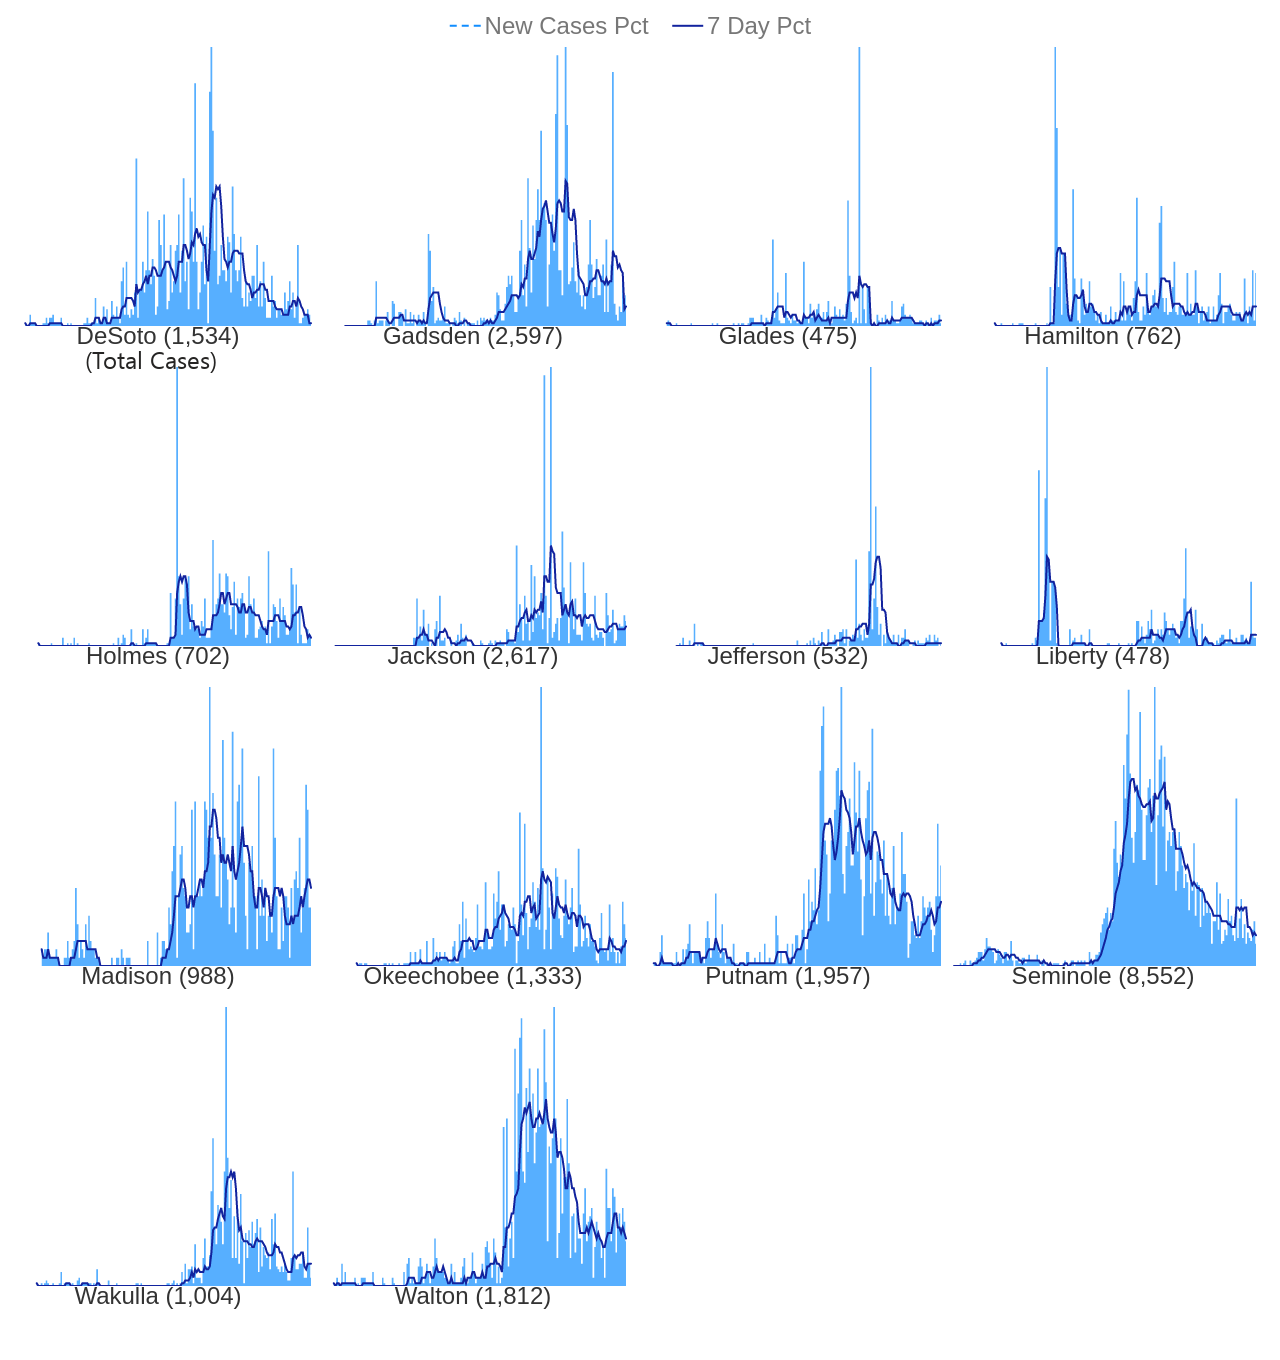 New Cases Pct 7 Day Pct
DeSoto (1,534) Gadsden (2,597) Glades (475) Hamilton (762)
(Total Cases)
Holmes (702) Jackson (2,617) Jefferson (532) Liberty (478)
Madison (988) Okeechobee (1,333) Putnam (1,957) Seminole (8,552)
Wakulla (1,004) Walton (1,812)